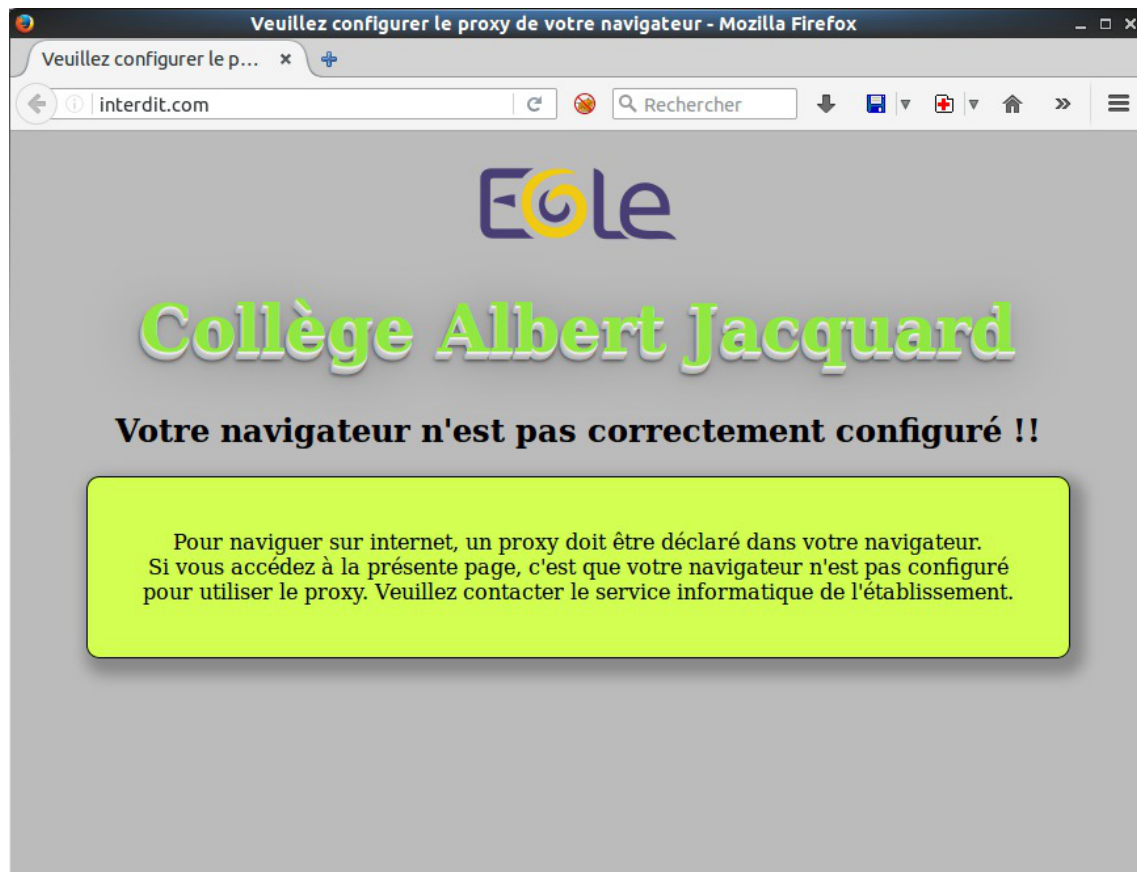 Veuillez configurer le proxy de votre navigateur - Mozilla Firefox
Veuillez configurer le p...
interdit.com
Rechercher
Eole
Collège Albert Jacquard
Votre navigateur n'est pas correctement configuré !!
Pour naviguer sur internet, un proxy doit être déclaré dans votre navigateur.
Si vous accédez à la présente page, c'est que votre navigateur n'est pas configuré
pour utiliser le proxy. Veuillez contacter le service informatique de l'établissement.